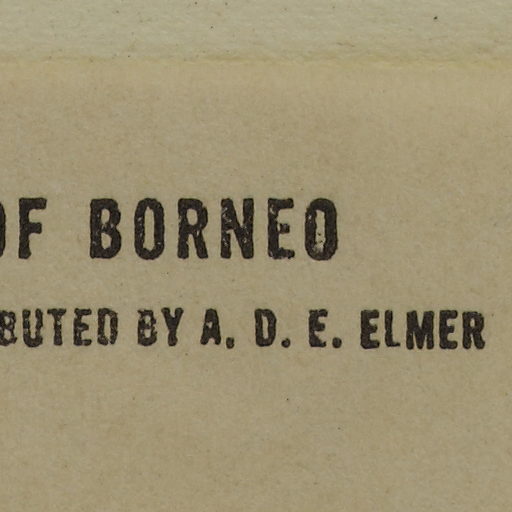 OF BORNEO
BUTED BY A. D. E. ELMER